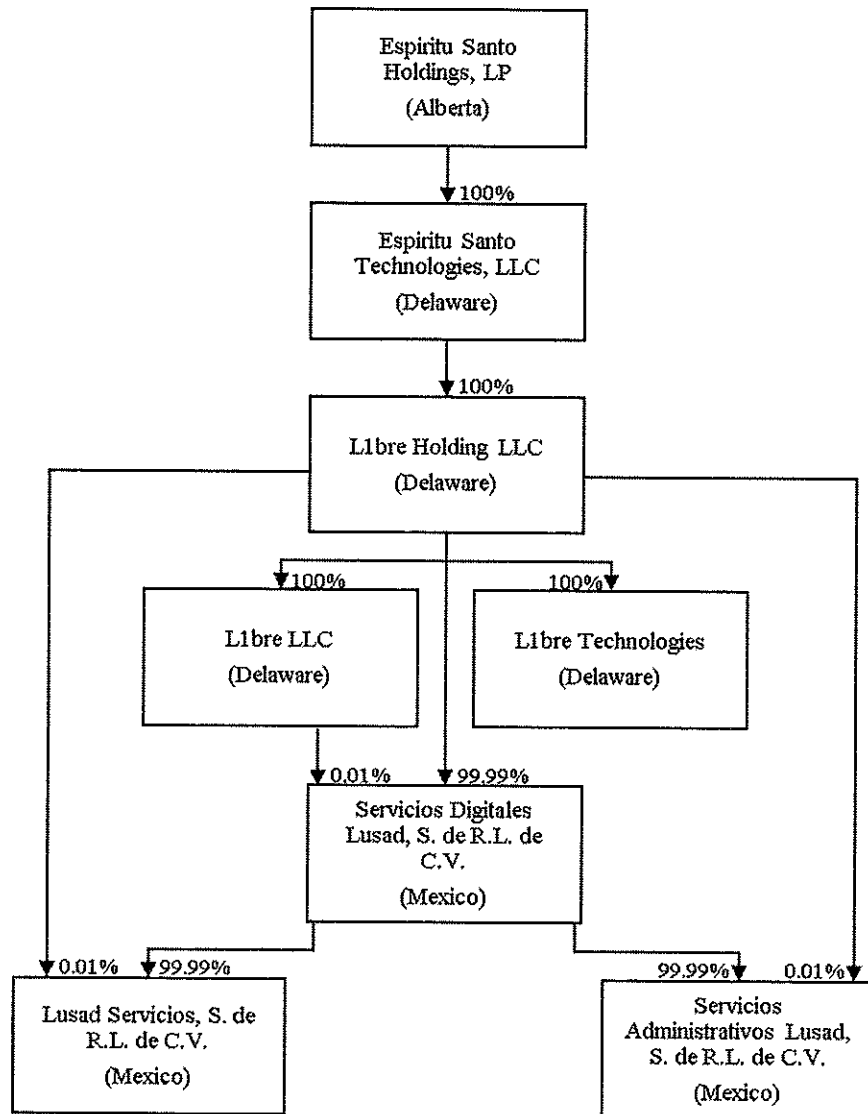 Espiritu Santo
Holdings, LP
(Alberta)
100%
Espiritu Santo
Technologies, LLC
(Delaware)
100%
L1bre Holding LLC
(Delaware)
100%
100%
L1bre LLC
(Delaware)
L1bre Technologies
(Delaware)
0.01%
99.99%
Servicios Digitales
Lusad, S. de R.L. de
C.V.
(Mexico)
0.01%
99.99%
99.99%
0.01%
Lusad Servicios, S. de
R.L. de C.V.
(Mexico)
Servicios
Administrativos Lusad,
S. de R.L. de C.V.
(Mexico)